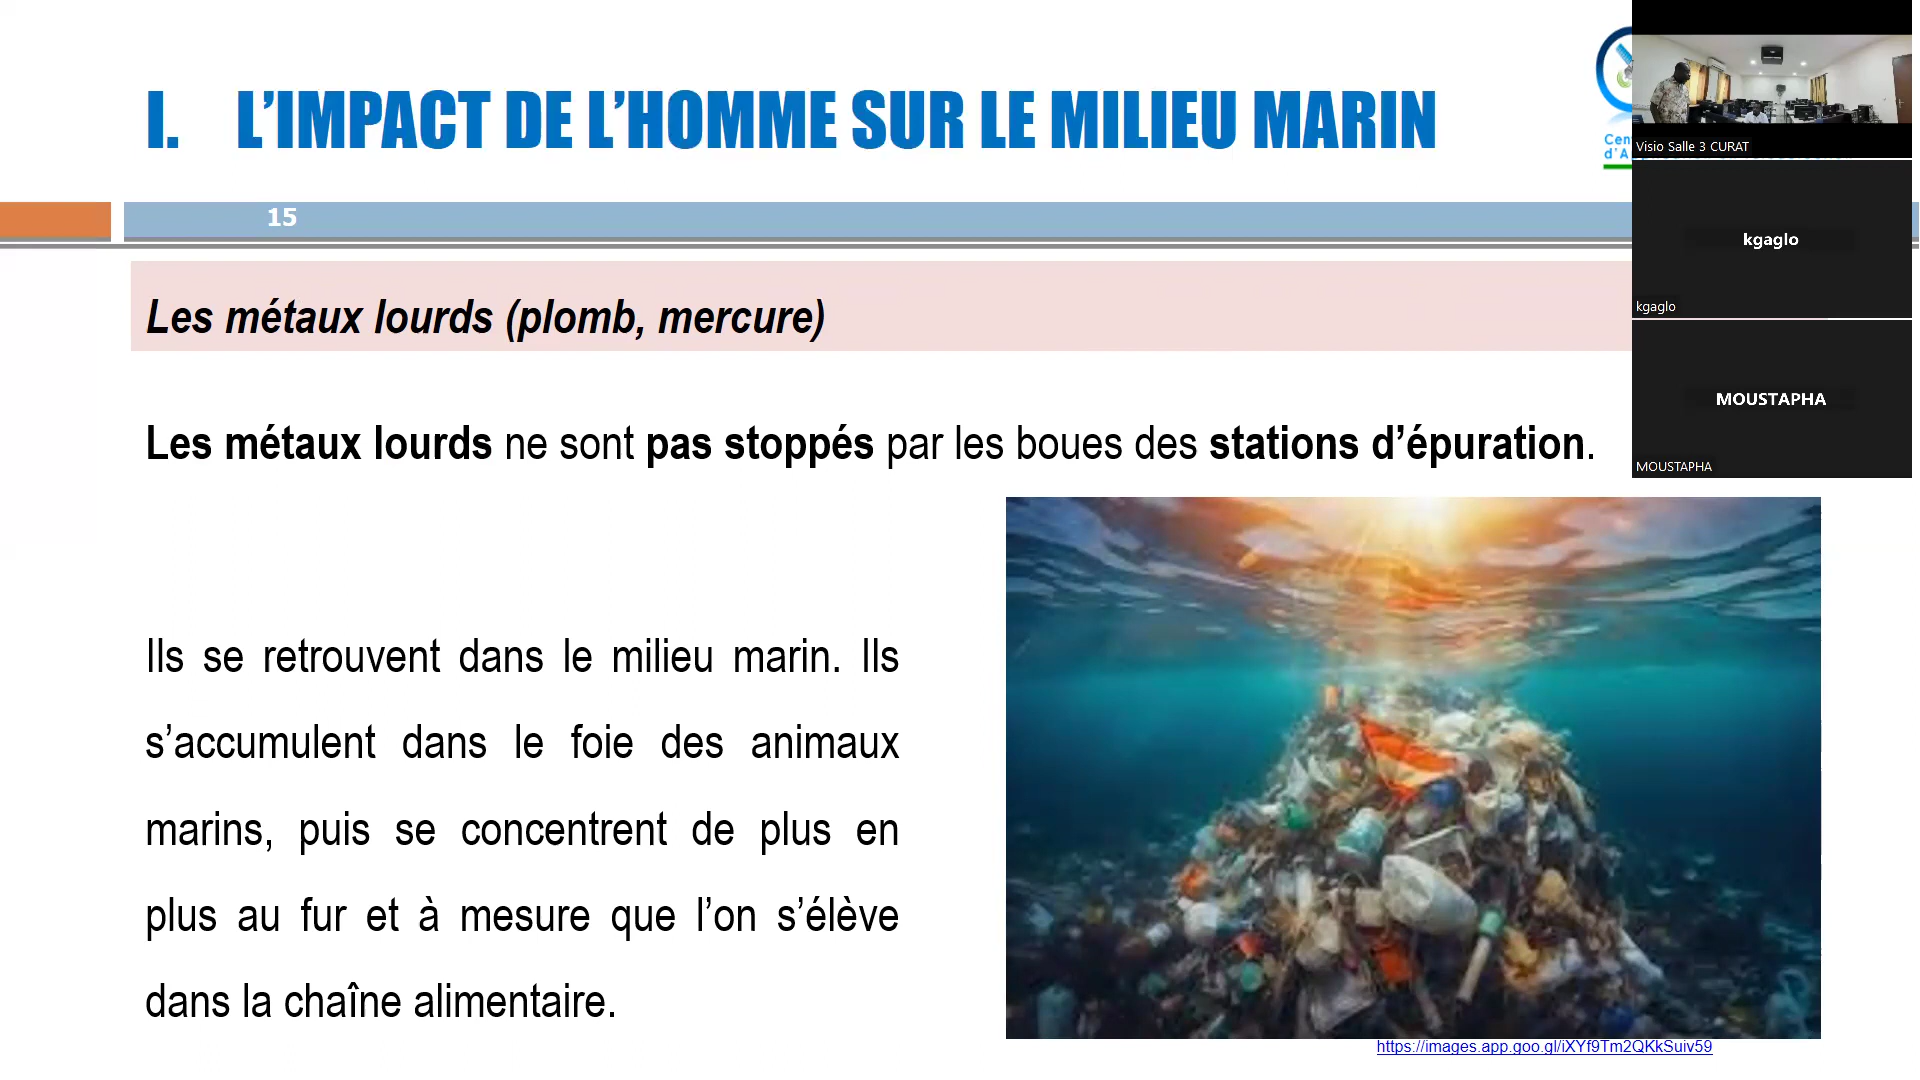 I. L’IMPACT DE L’HOMME SUR LE MILIEU MARIN
15
Les métaux lourds (plomb, mercure)
Les métaux lourds ne sont pas stoppés par les boues des stations d’épuration.
Ils se retrouvent dans le milieu marin. Ils
s’accumulent dans le foie des animaux
marins, puis se concentrent de plus en
plus au fur et à mesure que l’on s’élève
dans la chaîne alimentaire.
https://images.app.goo.gl/iXYf9Tm2QKkSuiv59
Visio Salle 3 CURAT
kgaglo
kgaglo
MOUSTAPHA
MOUSTAPHA